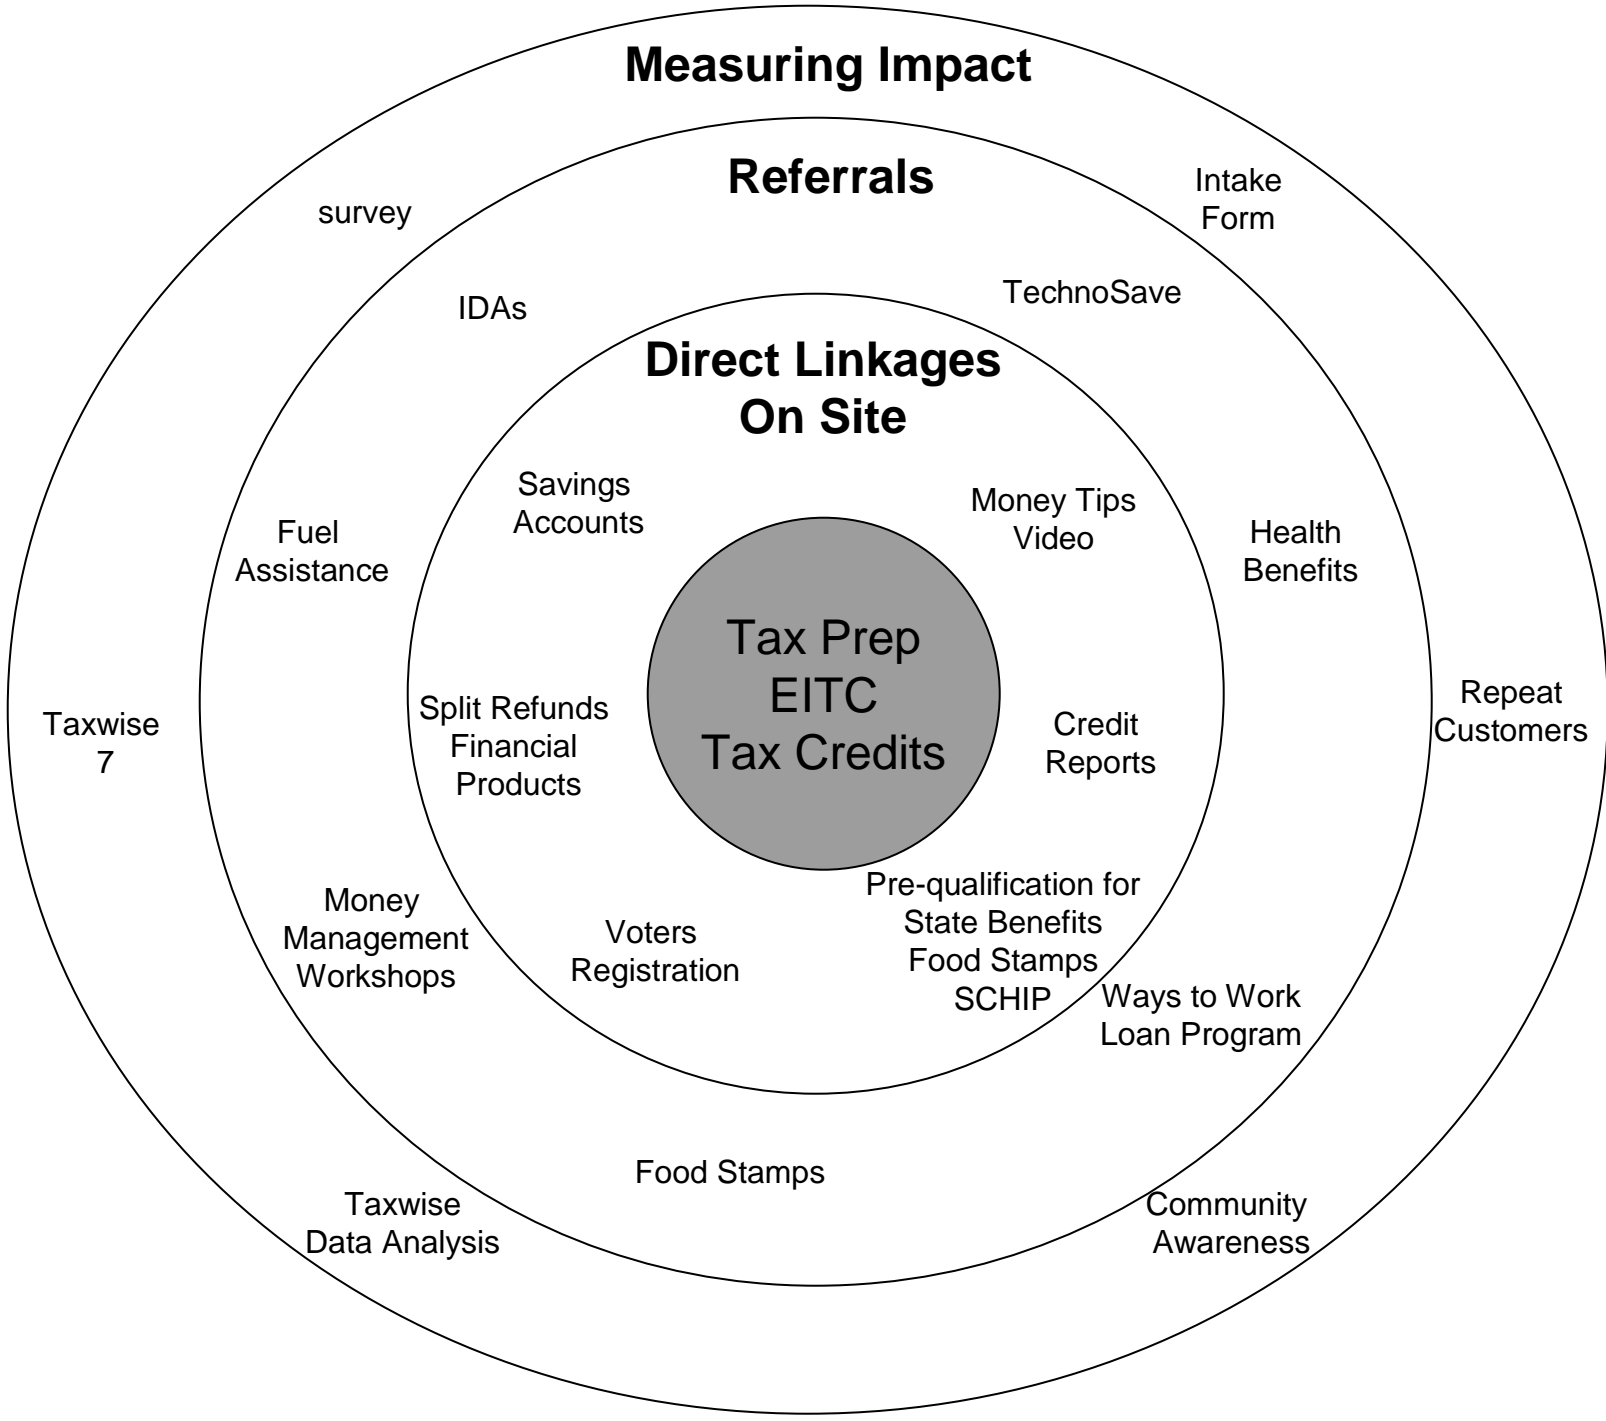 Measuring Impact
Referrals
Intake
Form
survey
TechnoSave
IDAs
Direct Linkages
On Site
Savings
Accounts
Money Tips
Video
Fuel
Assistance
Health
Benefits
Tax Prep
EITC
Tax Credits
Split Refunds
Financial
Products
Credit
Reports
Taxwise
7
Repeat
Customers
Money
Management
Workshops
Voters
Registration
Pre-qualification for
State Benefits
Food Stamps
SCHIP
Ways to Work
Loan Program
Food Stamps
Taxwise
Data Analysis
Community
Awareness